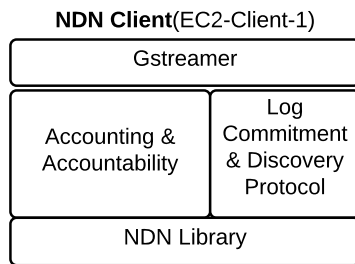 NDN Client(EC2-Client-1)
Gstreamer
Accounting &
Accountability
Log
Commitment
& Discovery
Protocol
NDN Library